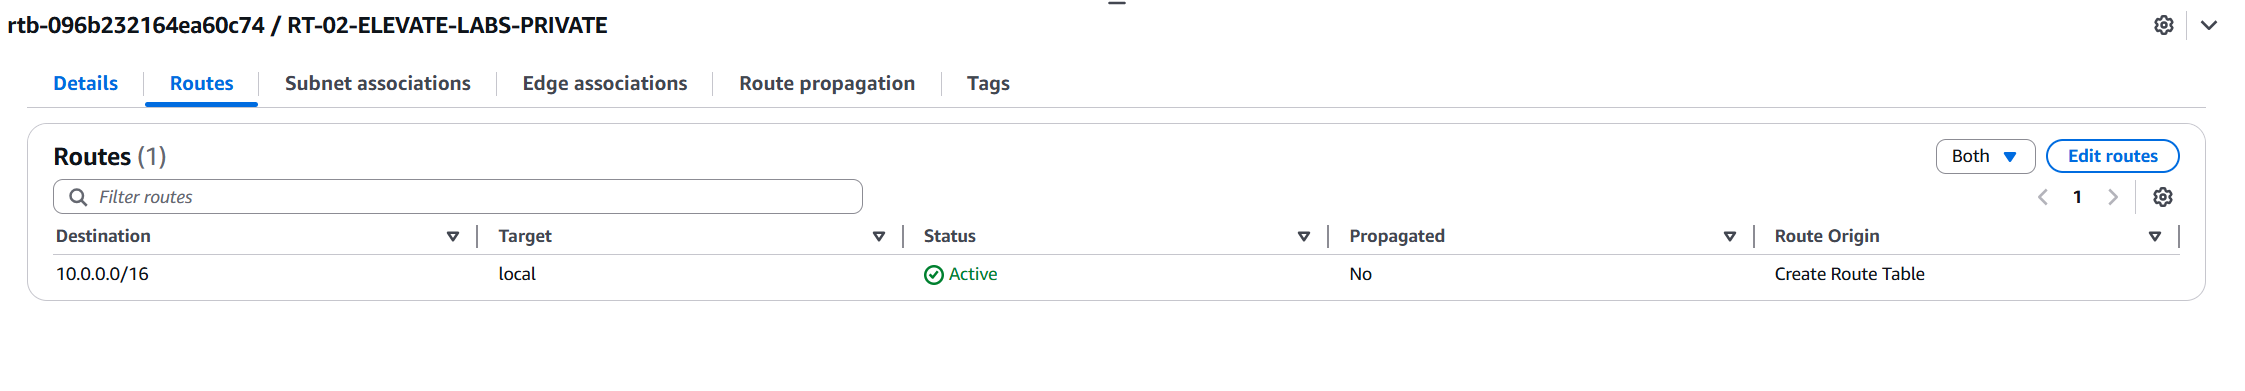 rtb-096b232164ea60c74 / RT-02-ELEVATE-LABS-PRIVATE
Details Routes Subnet associations Edge associations Route propagation Tags
Routes (1) Both Edit routes
Filter routes 1
Destination Target Status Propagated Route Origin
10.0.0.0/16 local Active No Create Route Table